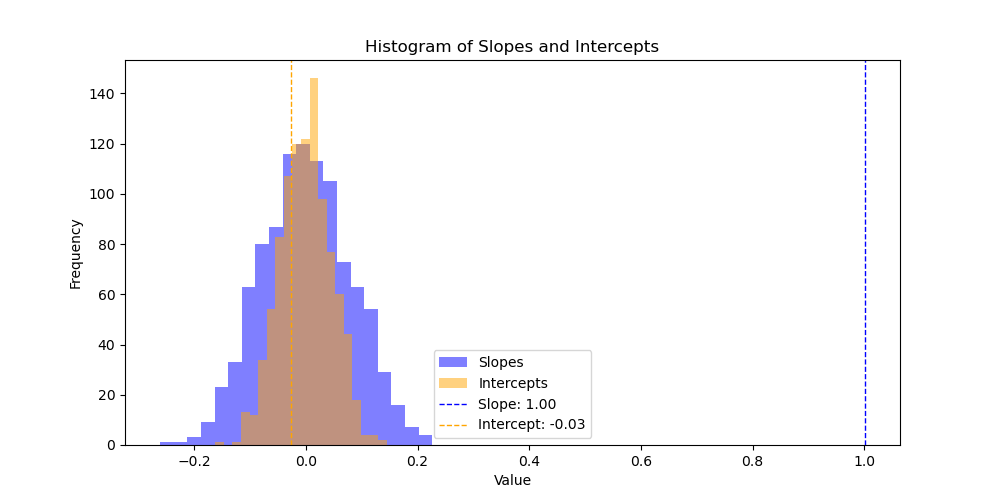 Histogram of Slopes and Intercepts
Frequency
140
120
100
80
60
40
20
0
−0.2
0.0
0.2
0.4
0.6
0.8
1.0
Value
Slopes
Intercepts
Slope: 1.00
Intercept: -0.03